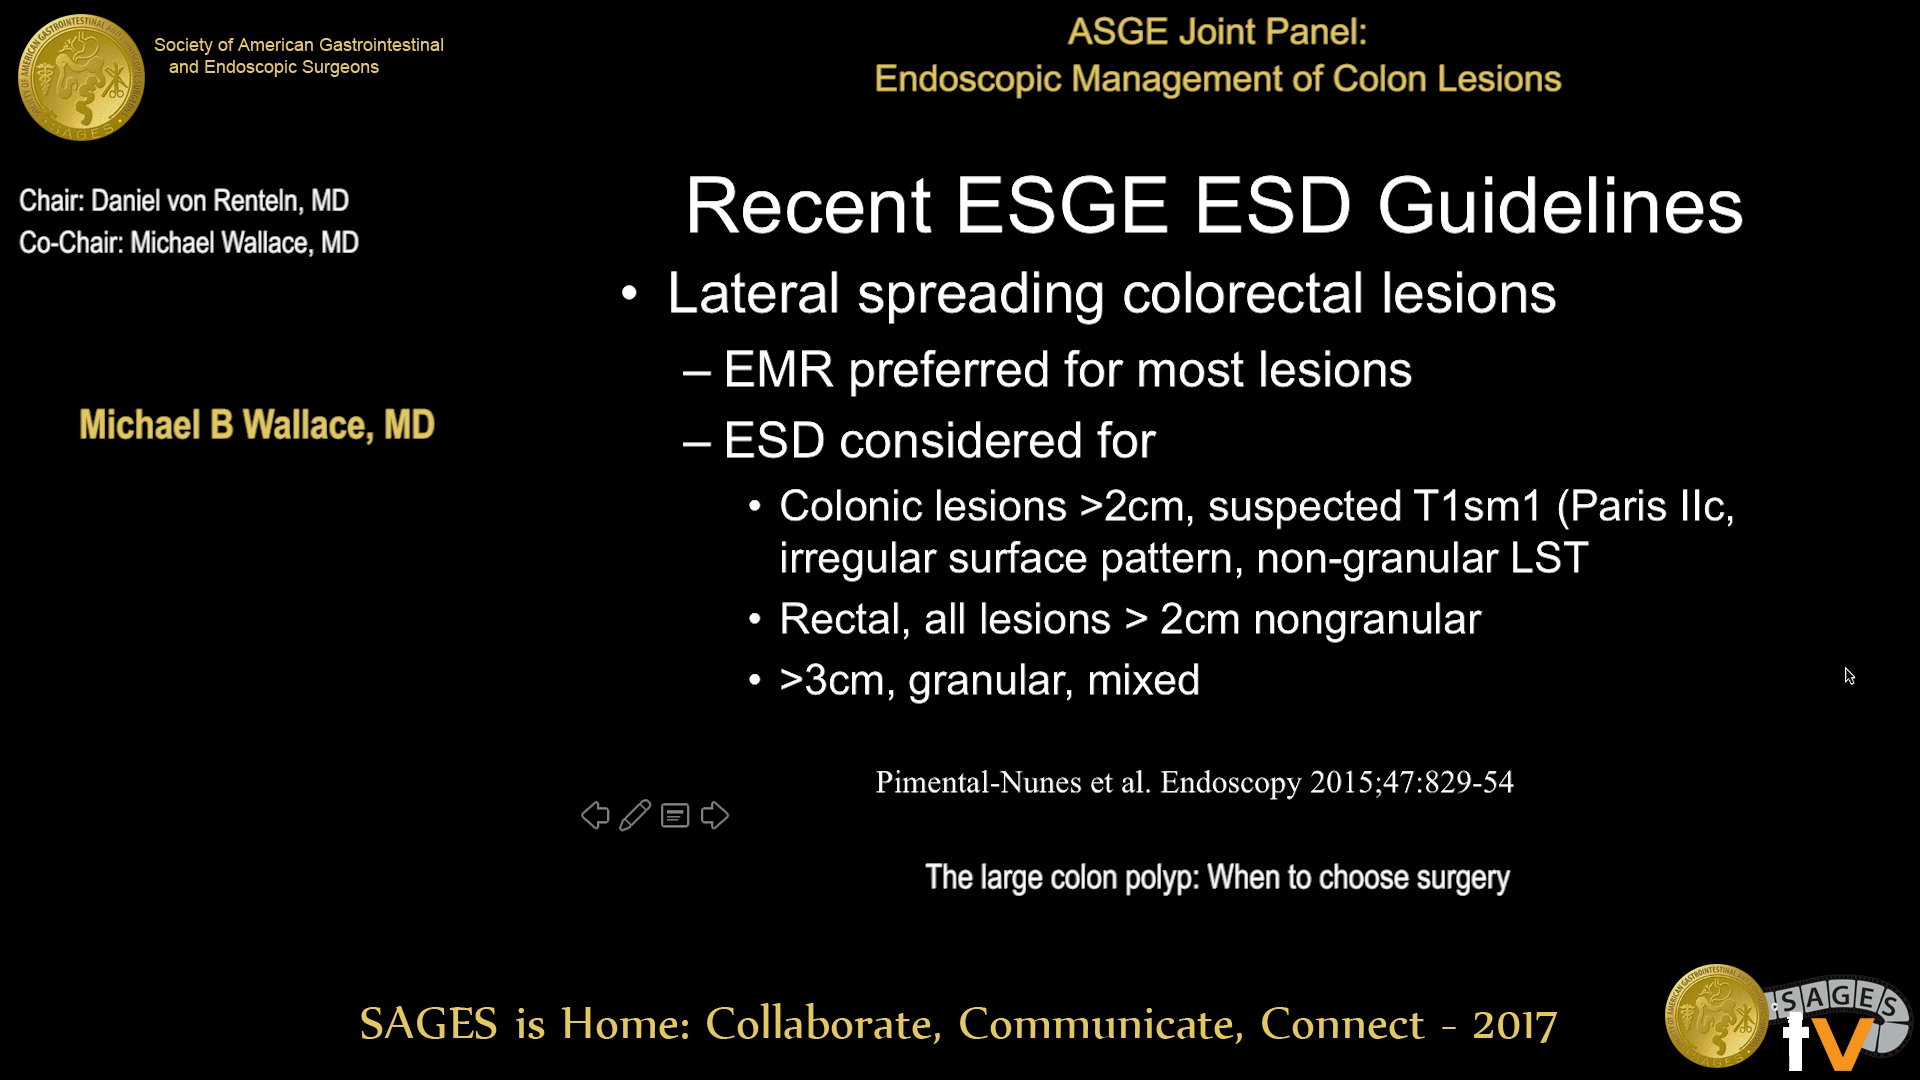 Society of American Gastrointestinal
and Endoscopic Surgeons
ASGE Joint Panel:
Endoscopic Management of Colon Lesions
Chair: Daniel von Renteln, MD
Co-Chair: Michael Wallace, MD
Michael B Wallace, MD
Recent ESGE ESD Guidelines
• Lateral spreading colorectal lesions
– EMR preferred for most lesions
– ESD considered for
• Colonic lesions >2cm, suspected T1sm1 (Paris IIc,
irregular surface pattern, non-granular LST
• Rectal, all lesions > 2cm nongranular
• >3cm, granular, mixed
Pimental-Nunes et al. Endoscopy 2015;47:829-54
The large colon polyp: When to choose surgery
SAGES is Home: Collaborate, Communicate, Connect - 2017
SAGES
tv